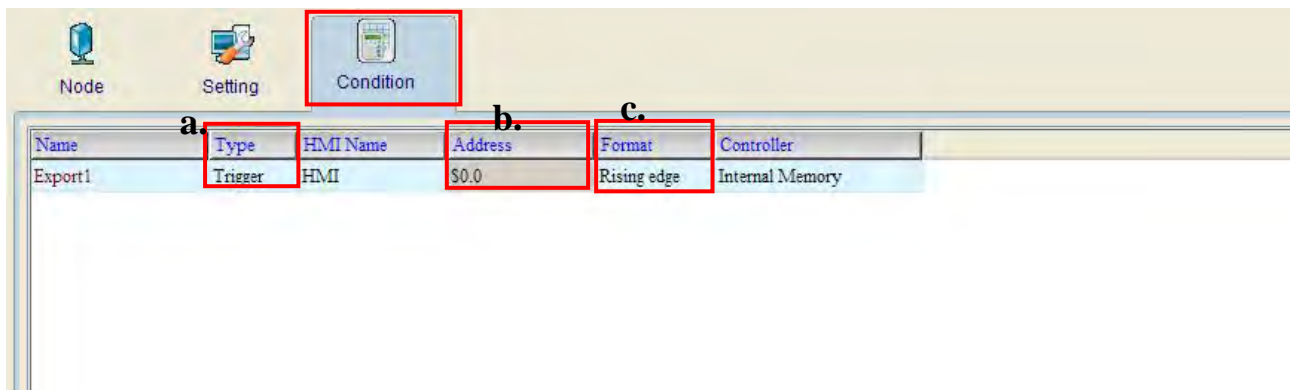 Node Setting Condition
a. b. c.
Name Type HMI Name Address Format Controller
Export1 Trigger HMI $0.0 Rising edge Internal Memory